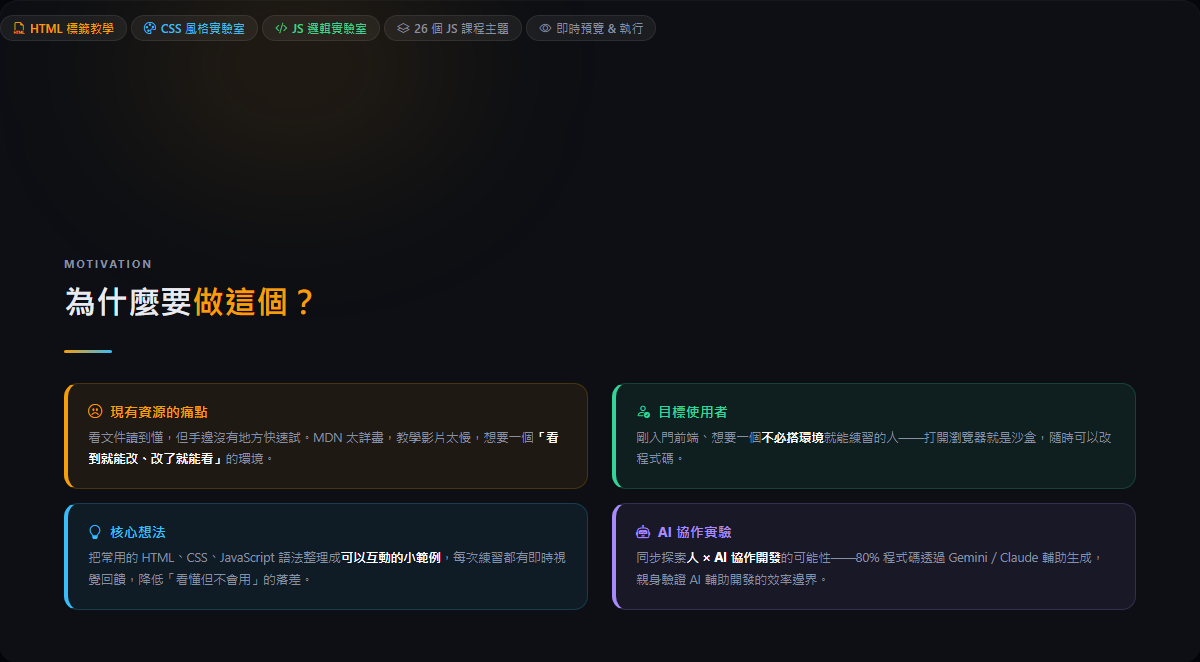 HTML 標籤教學
CSS 風格實驗室
JS 邏輯實驗室
26 個 JS 課程主題
即時預覽 & 執行
MOTIVATION
為什麼要做這個？
現有資源的痛點
看文件讀到懂，但手邊沒有地方快速試。MDN 太詳盡，教學影片太慢，想要一個「看
到就能改、改了就能看」的環境。
目標使用者
剛入門前端、想要一個不必搭環境就能練習的人——打開瀏覽器就是沙盒，隨時可以改
程式碼。
核心想法
把常用的 HTML、CSS、JavaScript 語法整理成可以互動的小範例，每次練習都有即時視
覺回饋，降低「看懂但不會用」的落差。
AI 協作實驗
同步探索人 × AI 協作開發的可能性——80% 程式碼透過 Gemini / Claude 輔助生成，
親身驗證 AI 輔助開發的效率邊界。